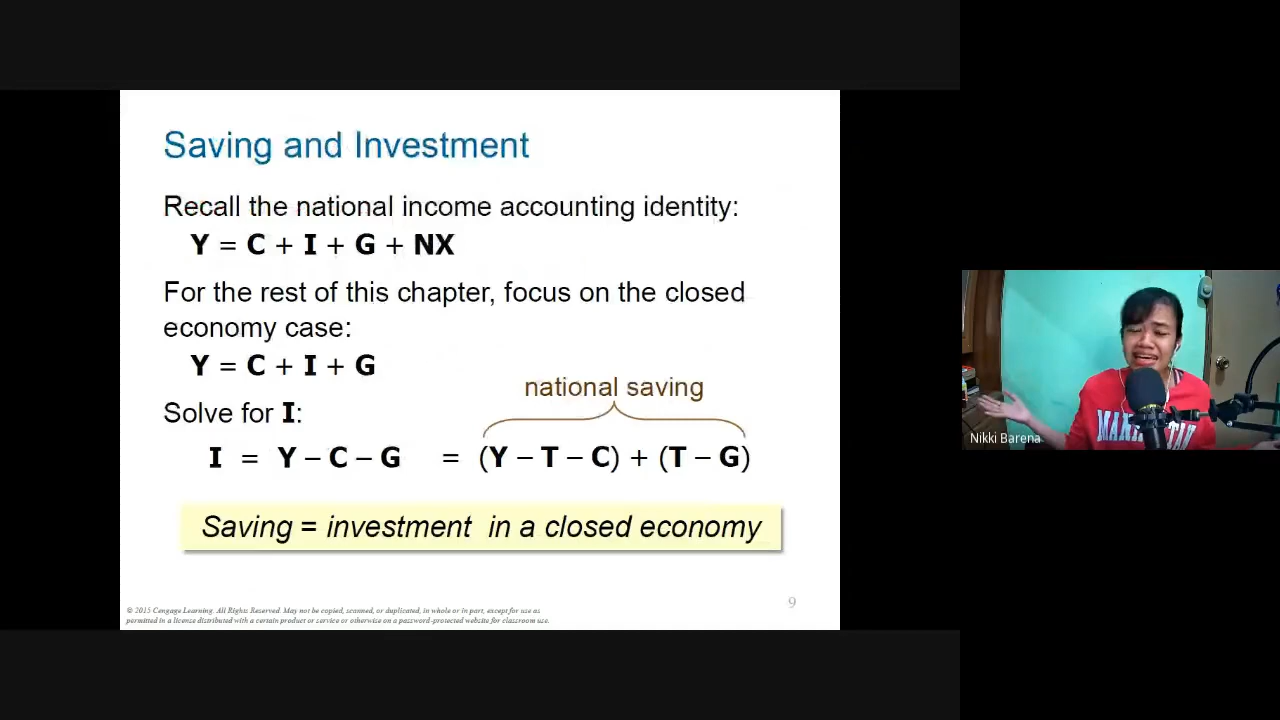 Saving and Investment
Recall the national income accounting identity:
Y = C + I + G + NX
For the rest of this chapter, focus on the closed
economy case:
Y = C + I + G
national saving
Solve for I:
I = Y – C – G = (Y – T – C) + (T – G)
Saving = investment in a closed economy
© 2015 Cengage Learning. All Rights Reserved. May not be copied, scanned, or duplicated, in whole or in part, except for use as
permitted in a license distributed with a certain product or service or otherwise on a password-protected website for classroom use.
9
Nikki Barena